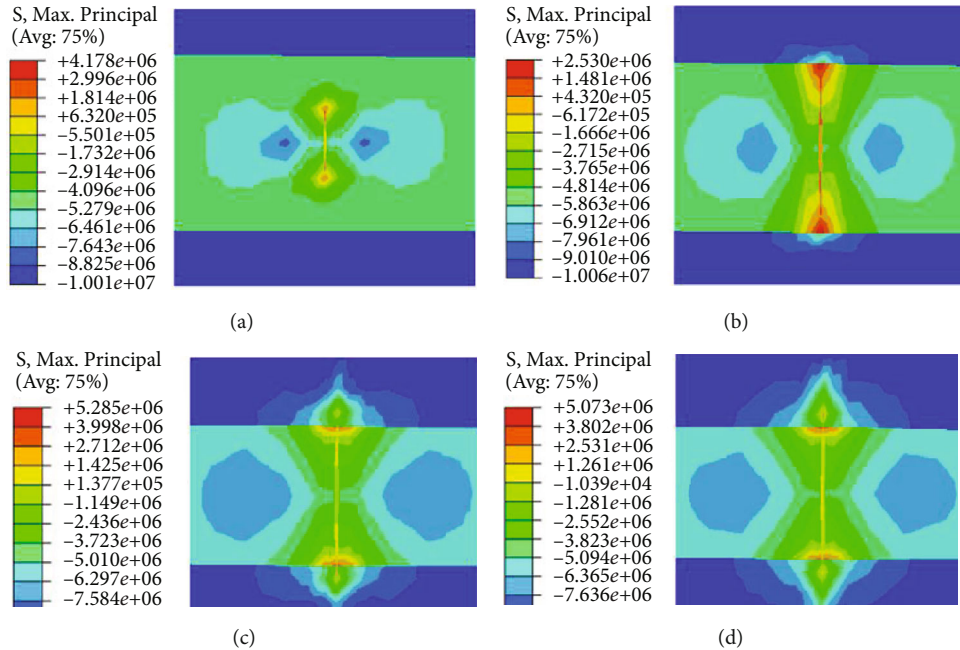 S, Max. Principal
(Avg: 75%)
+4.178e+06
+2.996e+06
+1.814e+06
+6.320e+05
−5.501e+05
−1.732e+06
−2.914e+06
−4.096e+06
−5.279e+06
−6.461e+06
−7.643e+06
−8.825e+06
−1.001e+07
(a)
S, Max. Principal
(Avg: 75%)
+2.530e+06
+1.481e+06
+4.320e+05
−6.172e+05
−1.666e+06
−2.715e+06
−3.765e+06
−4.814e+06
−5.863e+06
−6.912e+06
−7.961e+06
−9.010e+06
−1.006e+07
(b)
S, Max. Principal
(Avg: 75%)
+5.285e+06
+3.998e+06
+2.712e+06
+1.425e+06
+1.377e+05
−1.149e+06
−2.436e+06
−3.723e+06
−5.010e+06
−6.297e+06
−7.584e+06
(c)
S, Max. Principal
(Avg: 75%)
+5.073e+06
+3.802e+06
+2.531e+06
+1.261e+06
−1.039e+04
−1.281e+06
−2.552e+06
−3.823e+06
−5.094e+06
−6.365e+06
−7.636e+06
(d)